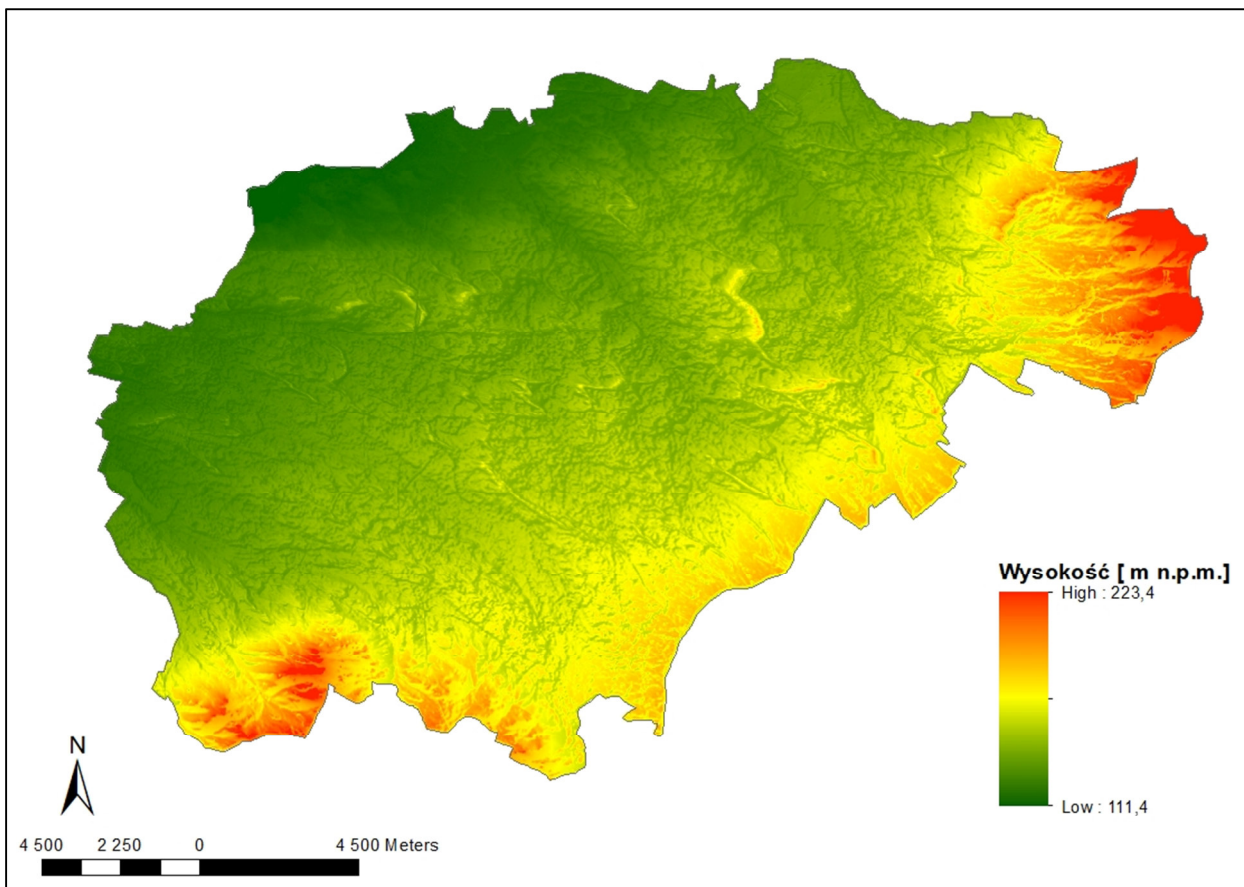 Wysokość [ m n.p.m.]
High : 223,4
Low : 111,4
N
4 500 2 250 0 4 500 Meters